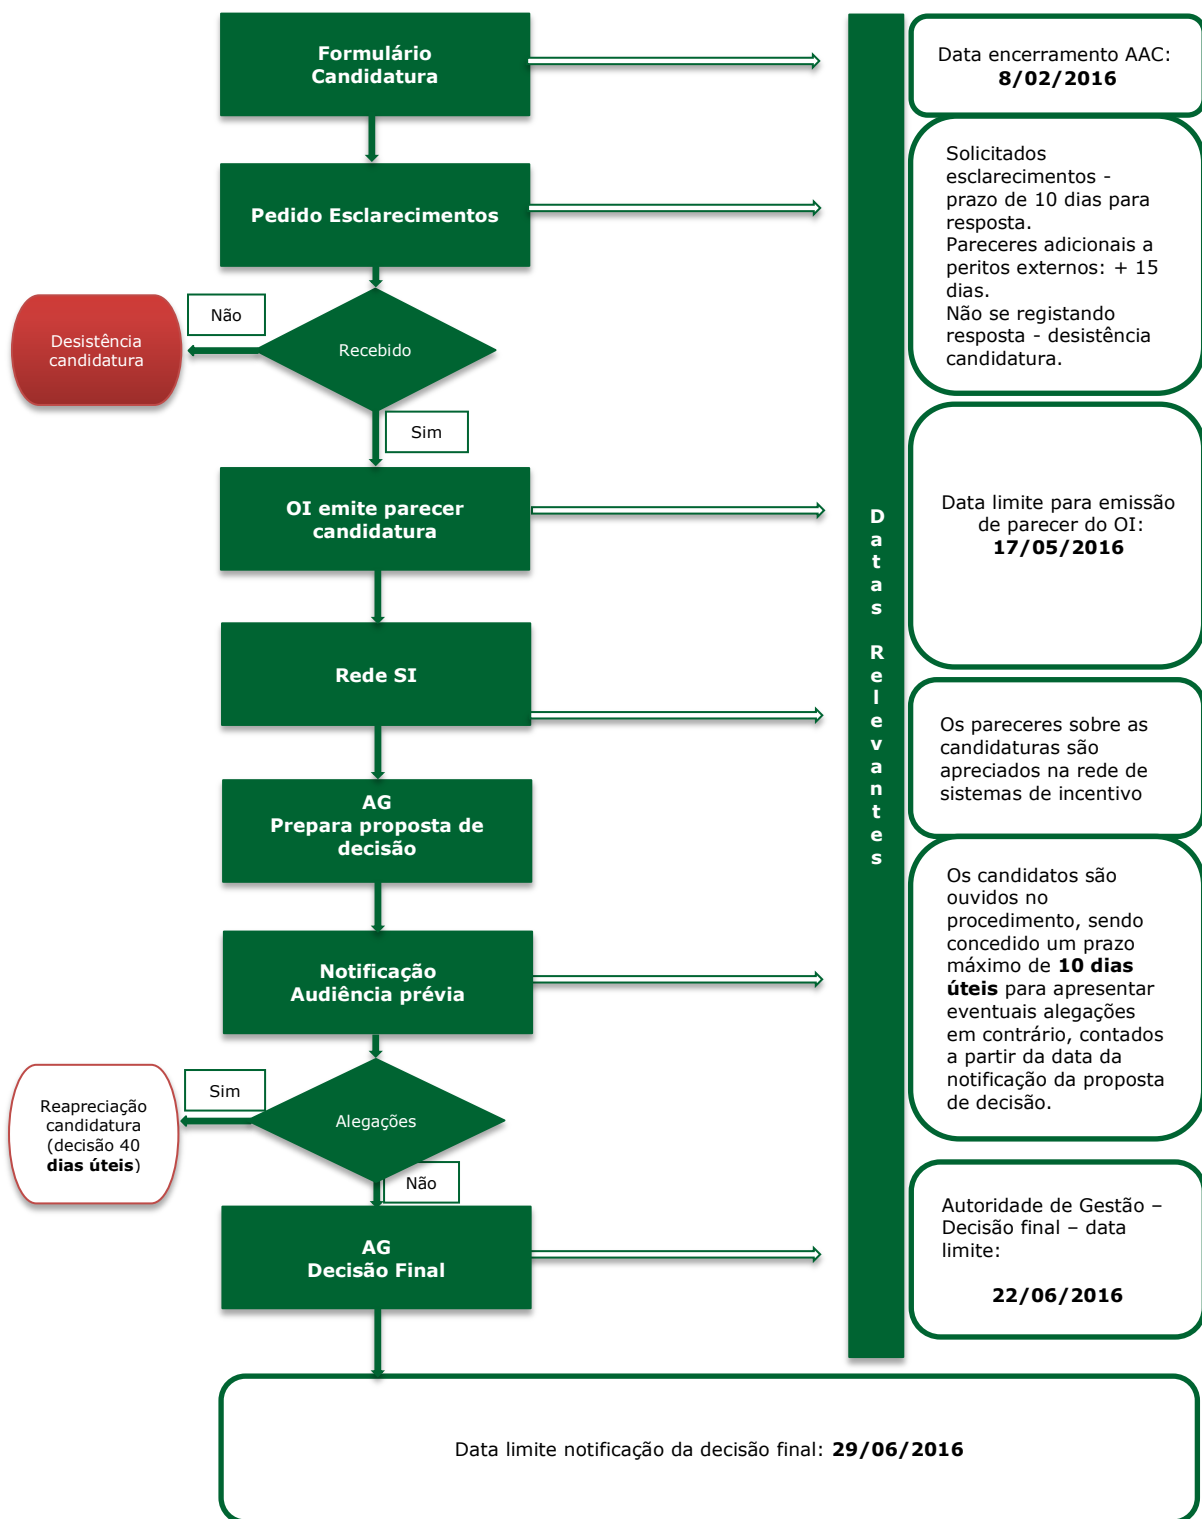 Formulário
Candidatura
Data encerramento AAC:
8/02/2016
Pedido Esclarecimentos
Solicitados
esclarecimentos -
prazo de 10 dias para
resposta.
Pareceres adicionais a
peritos externos: + 15
dias.
Não se registando
resposta - desistência
candidatura.
Não
Desistência
candidatura
Recebido
Sim
OI emite parecer
candidatura
Data limite para emissão
de parecer do OI:
17/05/2016
Datas Relevantes
Rede SI
Os pareceres sobre as
candidaturas são
apreciados na rede de
sistemas de incentivo
AG
Prepara proposta de
decisão
Notificação
Audiência prévia
Os candidatos são
ouvidos no
procedimento, sendo
concedido um prazo
máximo de 10 dias
úteis para apresentar
eventuais alegações
em contrário, contados
a partir da data da
notificação da proposta
de decisão.
Sim
Reapreciação
candidatura
(decisão 40
dias úteis)
Alegações
Não
AG
Decisão Final
Autoridade de Gestão –
Decisão final – data
limite:
22/06/2016
Data limite notificação da decisão final: 29/06/2016